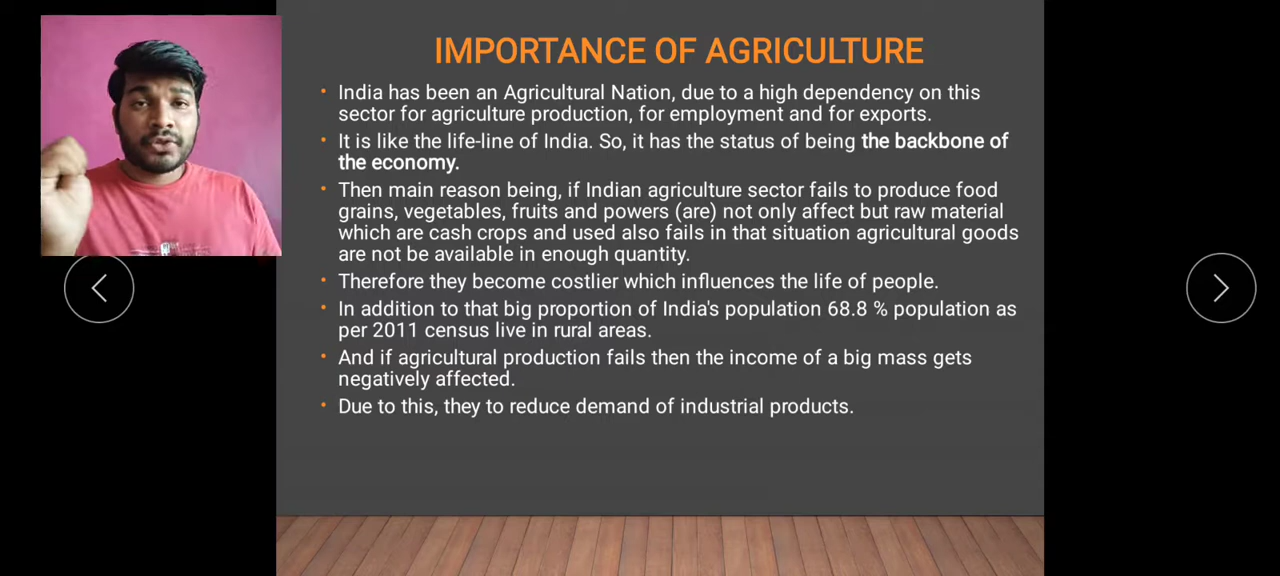 IMPORTANCE OF AGRICULTURE
• India has been an Agricultural Nation, due to a high dependency on this
sector for agriculture production, for employment and for exports.
• It is like the life-line of India. So, it has the status of being the backbone of
the economy.
• Then main reason being, if Indian agriculture sector fails to produce food
grains, vegetables, fruits and powers (are) not only affect but raw material
which are cash crops and used also fails in that situation agricultural goods
are not be available in enough quantity.
• Therefore they become costlier which influences the life of people.
• In addition to that big proportion of India's population 68.8 % population as
per 2011 census live in rural areas.
• And if agricultural production fails then the income of a big mass gets
negatively affected.
• Due to this, they to reduce demand of industrial products.